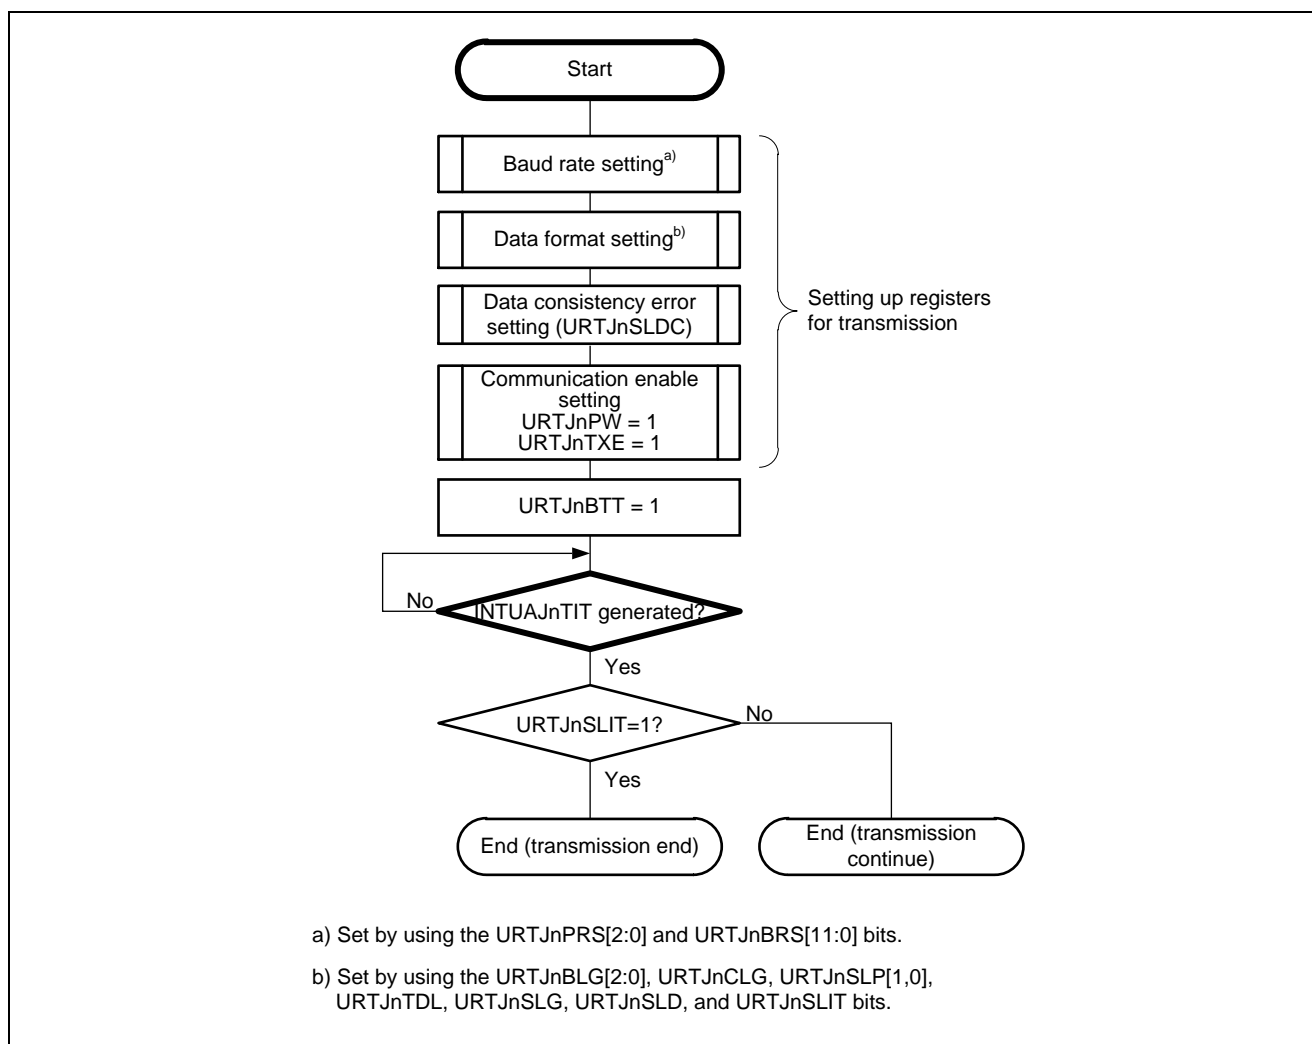 Start
Baud rate setting a)
Data format setting b)
Data consistency error
setting (URTJnSLDC)
Setting up registers
for transmission
Communication enable
setting
URTJnPW = 1
URTJnTXE = 1
URTJnBTT = 1
No
INTUAJnTIT generated?
Yes
URTJnSLIT=1?
No
Yes
End (transmission end)
End (transmission
continue)
a) Set by using the URTJnPRS[2:0] and URTJnBRS[11:0] bits.
b) Set by using the URTJnBLG[2:0], URTJnCLG, URTJnSLP[1,0],
URTJnTDL, URTJnSLG, URTJnSLD, and URTJnSLIT bits.